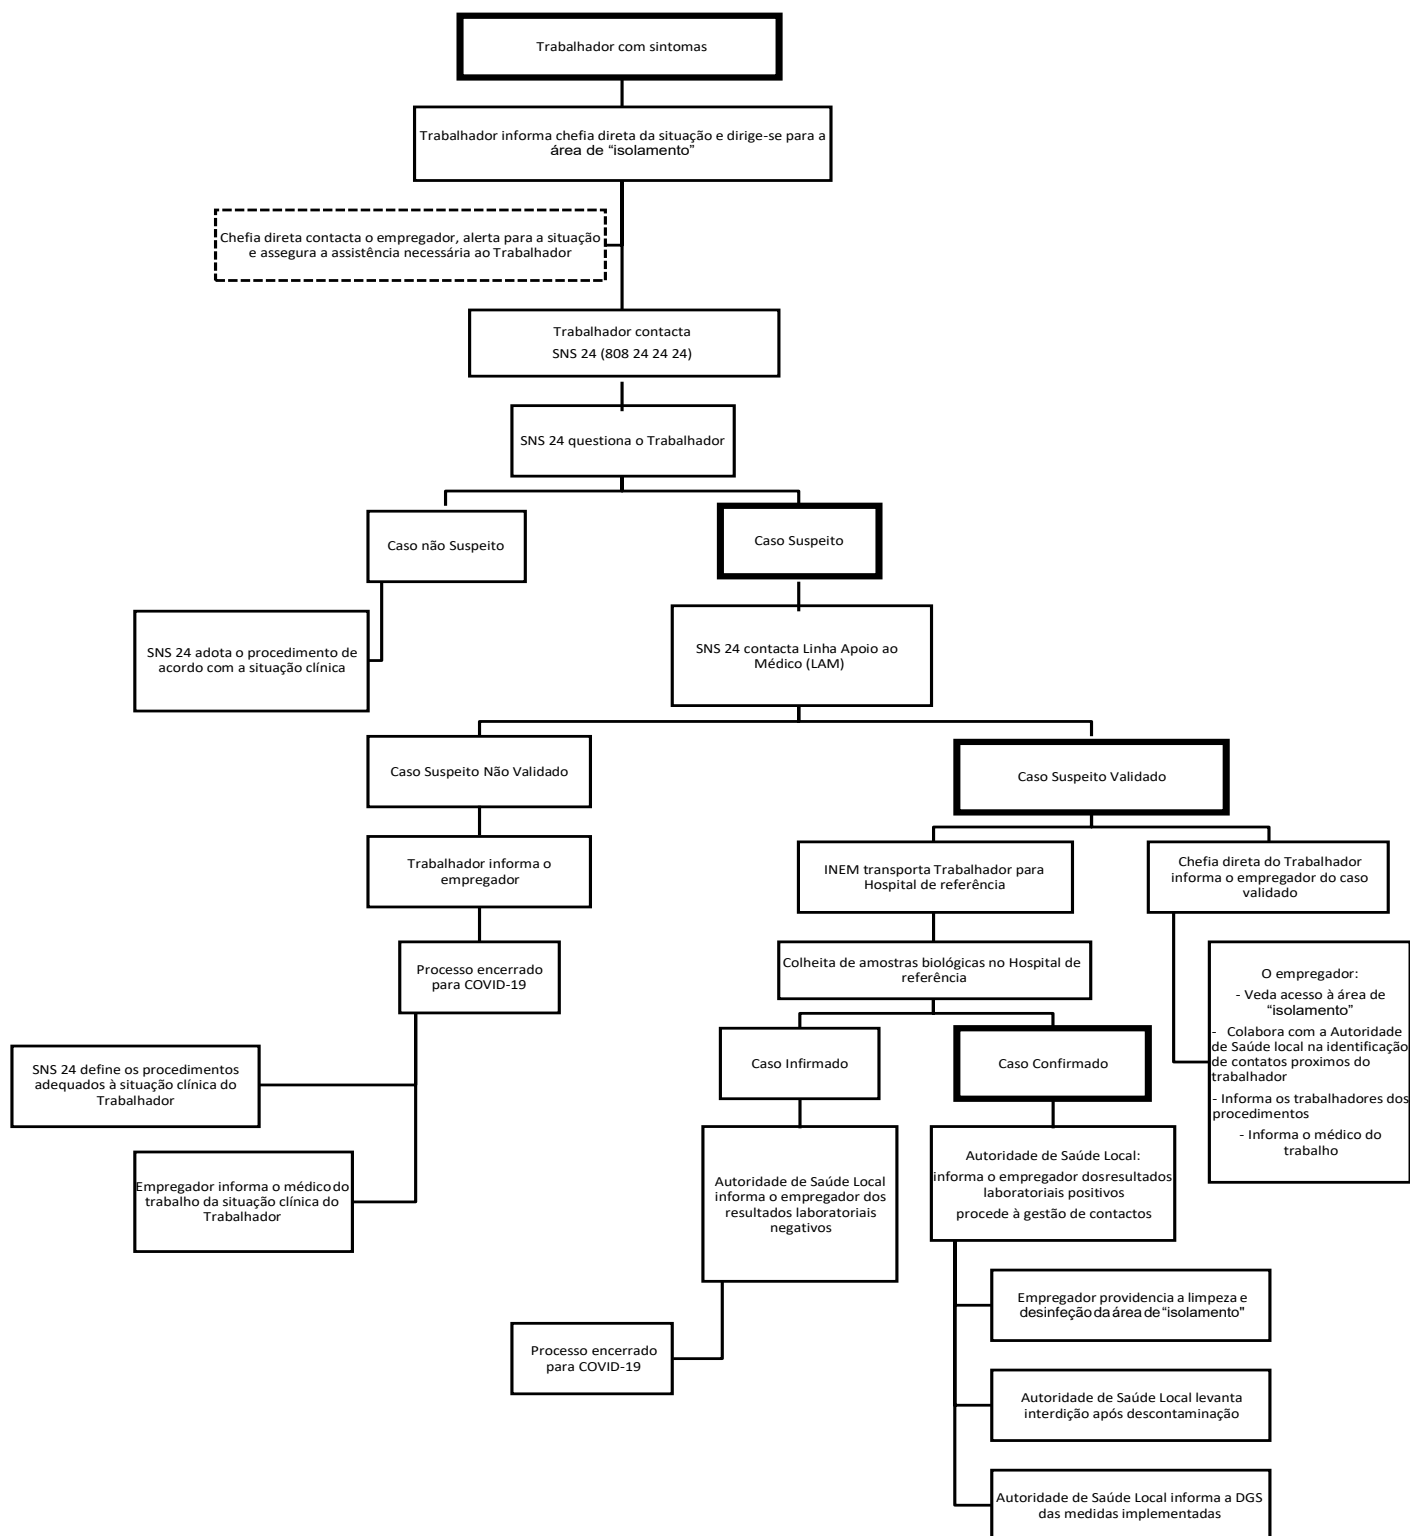 Trabalhador com sintomas
Trabalhador informa chefia direta da situação e dirige-se para a
área de “isolamento”
Chefia direta contacta o empregador, alerta para a situação
e assegura a assistência necessária ao Trabalhador
Trabalhador contacta
SNS 24 (808 24 24 24)
SNS 24 questiona o Trabalhador
Caso não Suspeito
Caso Suspeito
SNS 24 adota o procedimento de
acordo com a situação clínica
SNS 24 contacta Linha Apoio ao
Médico (LAM)
Caso Suspeito Não Validado
Caso Suspeito Validado
Trabalhador informa o
empregador
INEM transporta Trabalhador para
Hospital de referência
Chefia direta do Trabalhador
informa o empregador do caso
validado
Processo encerrado
para COVID-19
Colheita de amostras biológicas no Hospital de
referência
O empregador:
- Veda acesso à área de
“isolamento”
- Colabora com a Autoridade
de Saúde local na identificação
de contatos proximos do
trabalhador
- Informa os trabalhadores dos
procedimentos
- Informa o médico do
trabalho
SNS 24 define os procedimentos
adequados à situação clínica do
Trabalhador
Caso Infirmado
Caso Confirmado
Empregador informa o médico do
trabalho da situação clínica do
Trabalhador
Autoridade de Saúde Local
informa o empregador dos
resultados laboratoriais
negativos
Autoridade de Saúde Local:
informa o empregador dosresultados
laboratoriais positivos
procede à gestão de contactos
Processo encerrado
para COVID-19
Empregador providencia a limpeza e
desinfeção da área de “isolamento”
Autoridade de Saúde Local levanta
interdição após descontaminação
Autoridade de Saúde Local informa a DGS
das medidas implementadas